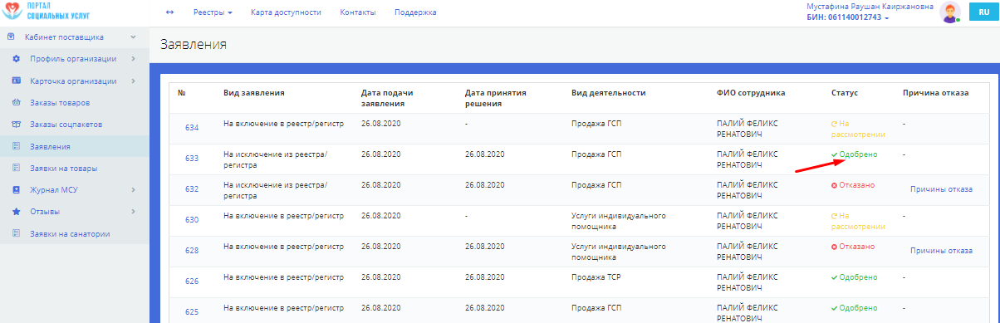 ПОРТАЛ
СОЦИАЛЬНЫХ УСЛУГ
Реестры
Карта доступности
Контакты
Поддержка
Мустафина Раушан Каиржановна
БИН: 061140012743
RU
Кабинет поставщика
Профиль организации
Карточка организации
Заказы товаров
Заказы соцпакетов
Заявления
Заявки на товары
Журнал МСУ
Отзывы
Заявки на санатории
Заявления
№ Вид заявления Дата подачи Дата принятия Вид деятельности ФИО сотрудника Статус Причина отказа
заявления решения
634 На включение в реестр/регистр 26.08.2020 - Продажа ГСП ПАЛИЙ ФЕЛИКС На -
РЕНАТОВИЧ рассмотрении
633 На исключение из реестра/ 26.08.2020 26.08.2020 Продажа ГСП ПАЛИЙ ФЕЛИКС Одобрено -
регистра РЕНАТОВИЧ
632 На исключение из реестра/ 26.08.2020 26.08.2020 Продажа ГСП ПАЛИЙ ФЕЛИКС Отказано Причины отказа
регистра РЕНАТОВИЧ
630 На включение в реестр/регистр 26.08.2020 - Услуги индивидуального ПАЛИЙ ФЕЛИКС На -
помощника РЕНАТОВИЧ рассмотрении
628 На включение в реестр/регистр 26.08.2020 26.08.2020 Услуги индивидуального ПАЛИЙ ФЕЛИКС Отказано Причины отказа
помощника РЕНАТОВИЧ
626 На включение в реестр/регистр 26.08.2020 26.08.2020 Продажа ТСР ПАЛИЙ ФЕЛИКС Одобрено -
РЕНАТОВИЧ
625 На включение в реестр/регистр 26.08.2020 26.08.2020 Продажа ГСП ПАЛИЙ ФЕЛИКС Одобрено -
РЕНАТОВИЧ